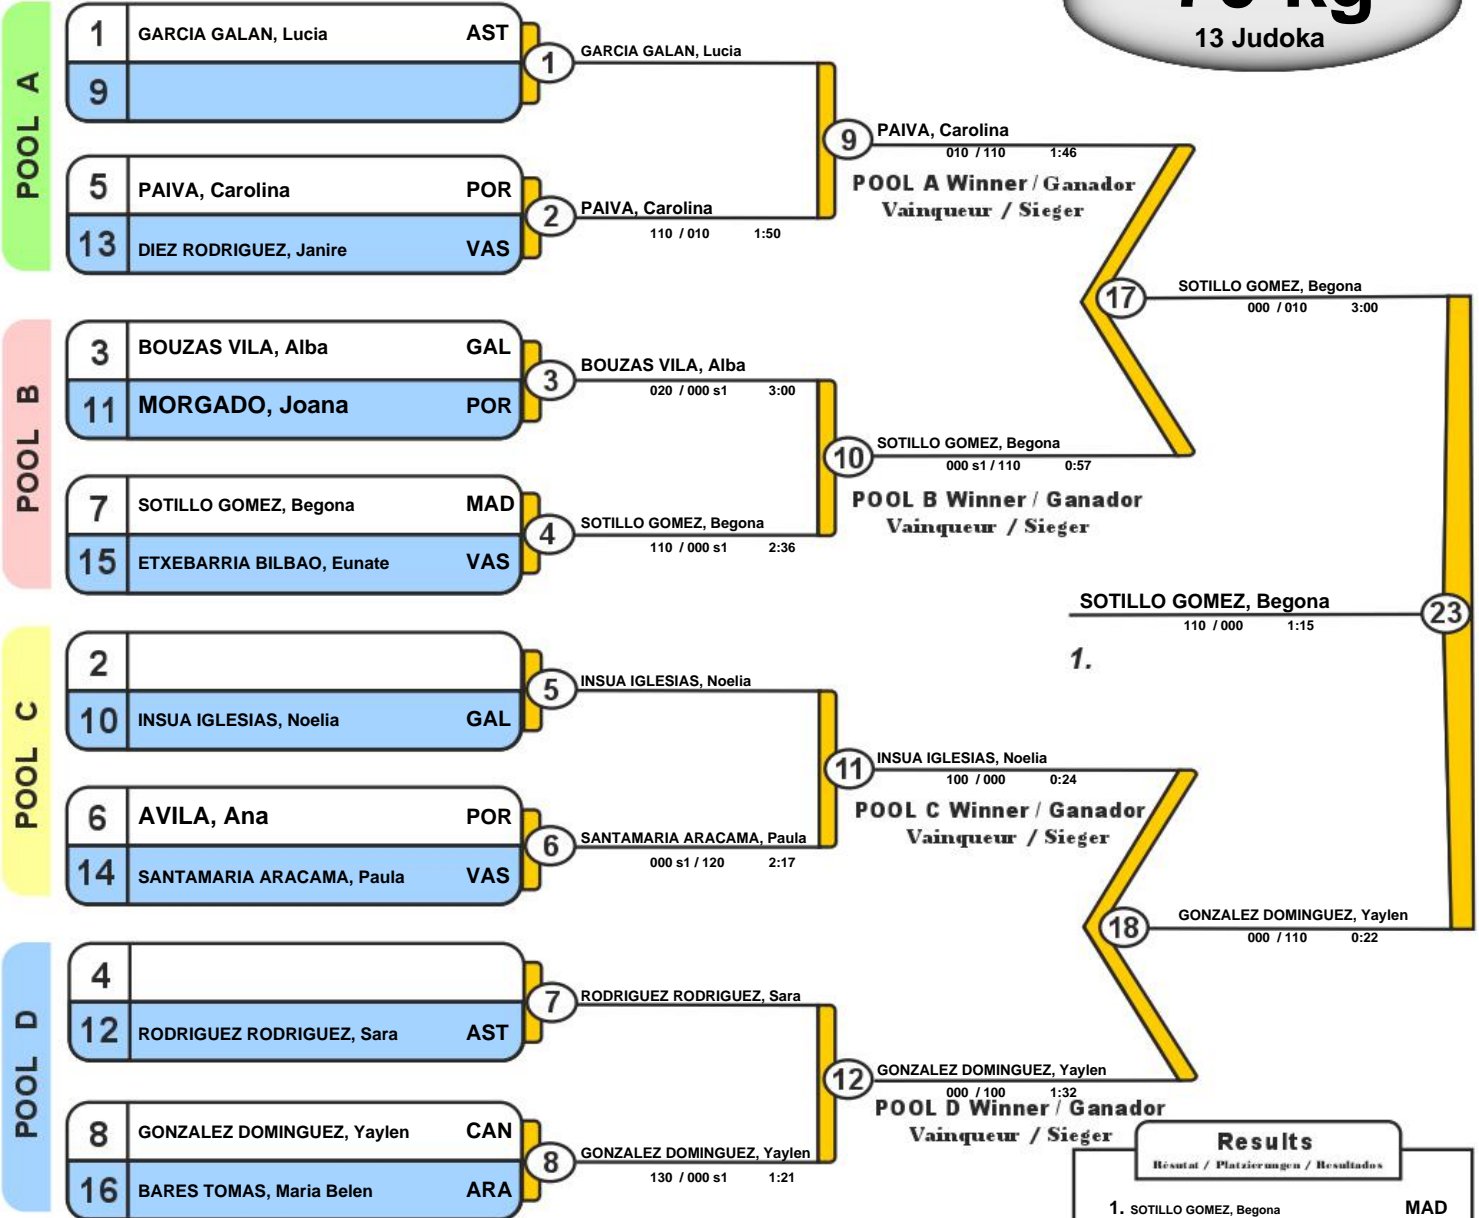 13 Judoka
POOL A
1 GARCIA GALAN, Lucia AST
9
1 GARCIA GALAN, Lucia
5 PAIVA, Carolina POR
13 DIEZ RODRIGUEZ, Janire VAS
2 PAIVA, Carolina
110 / 010 1:50
9 PAIVA, Carolina
010 / 110 1:46
POOL A Winner / Ganador
Vainqueur / Sieger
POOL B
3 BOUZAS VILA, Alba GAL
11 MORGADO, Joana POR
3 BOUZAS VILA, Alba
020 / 000 s1 3:00
7 SOTILLO GOMEZ, Begona MAD
15 ETXEBARRIA BILBAO, Eunate VAS
4 SOTILLO GOMEZ, Begona
110 / 000 s1 2:36
10 SOTILLO GOMEZ, Begona
000 s1 / 110 0:57
POOL B Winner / Ganador
Vainqueur / Sieger
17 SOTILLO GOMEZ, Begona
000 / 010 3:00
POOL C
2
10 INSUA IGLESIAS, Noelia GAL
5 INSUA IGLESIAS, Noelia
6 AVILA, Ana POR
14 SANTAMARIA ARACAMA, Paula VAS
6 SANTAMARIA ARACAMA, Paula
000 s1 / 120 2:17
11 INSUA IGLESIAS, Noelia
100 / 000 0:24
POOL C Winner / Ganador
Vainqueur / Sieger
POOL D
4
12 RODRIGUEZ RODRIGUEZ, Sara AST
7 RODRIGUEZ RODRIGUEZ, Sara
8 GONZALEZ DOMINGUEZ, Yaylen CAN
16 BARES TOMAS, Maria Belen ARA
8 GONZALEZ DOMINGUEZ, Yaylen
130 / 000 s1 1:21
12 GONZALEZ DOMINGUEZ, Yaylen
000 / 100 1:32
POOL D Winner / Ganador
Vainqueur / Sieger
18 GONZALEZ DOMINGUEZ, Yaylen
000 / 110 0:22
SOTILLO GOMEZ, Begona 23
110 / 000 1:15
1.
Results
Résutat / Platzierungen / Resultados
1. SOTILLO GOMEZ, Begona MAD